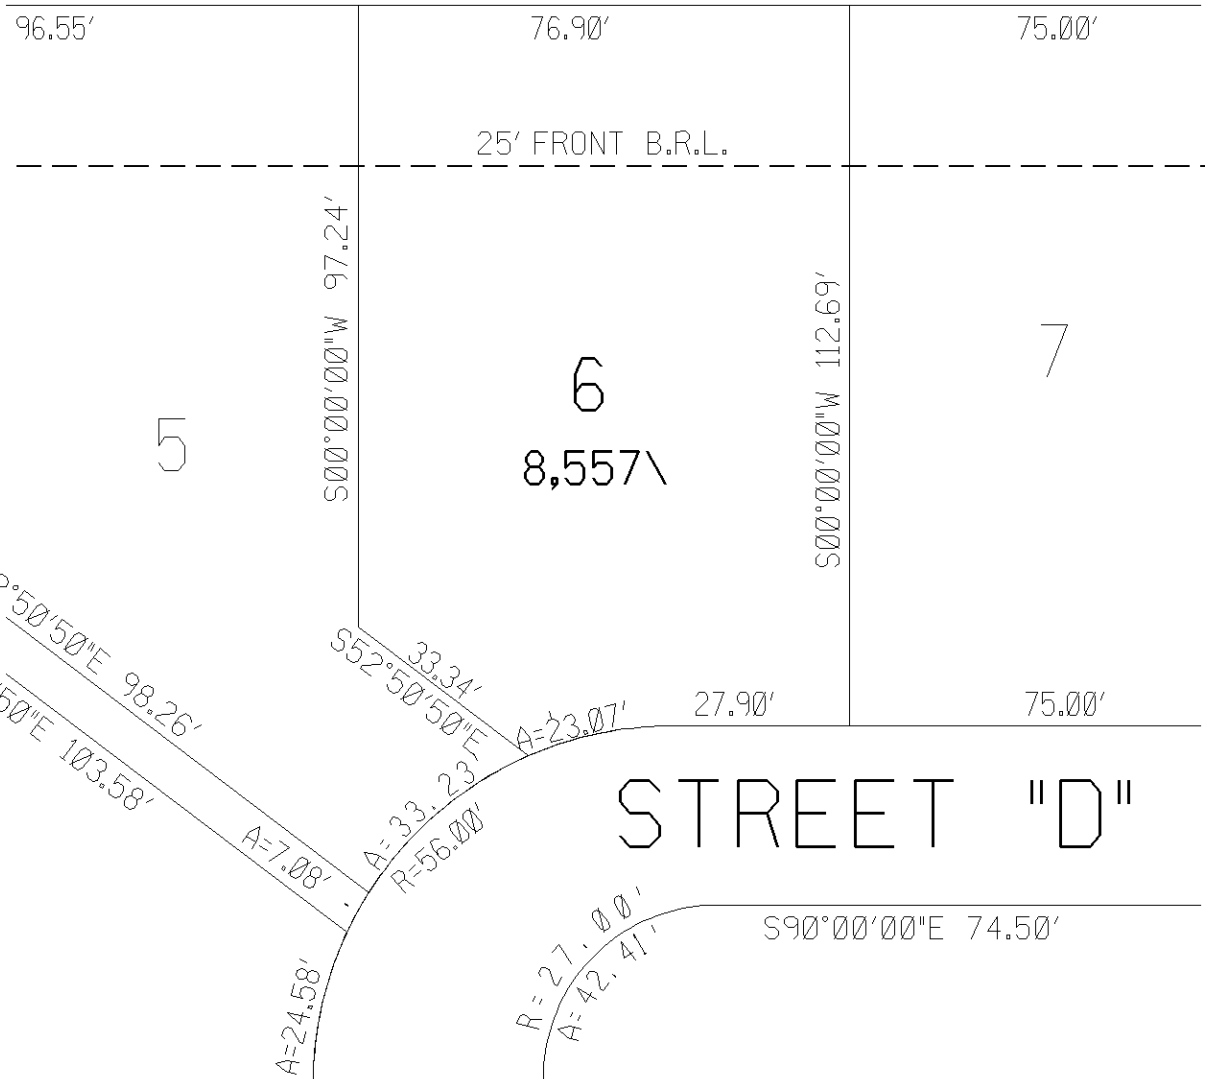 96.55' 76.90' 75.00'
25' FRONT B.R.L.
S00°00'00"W 97.24'
S00°00'00"W 112.69'
6
8,557\
7
5
°50'50"E 98.26'
50"E 103.58'
33.34'
S52°50'50"E
A=23.07'
27.90'
75.00'
STREET "D"
A=33.23'
R=56.00'
A=7.08'
A=24.58'
R=27.00'
A=42.41'
S90°00'00"E 74.50'